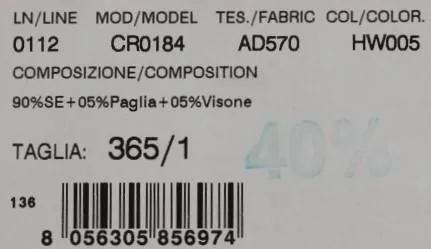 LN/LINE MOD/MODEL TES./FABRIC COL/COLOR.
0112 CR0184 AD570 HW005
COMPOSIZIONE/COMPOSITION
90%SE+05%Paglia+05%Visone
TAGLIA: 365/1
40%
136
8 056305 856974